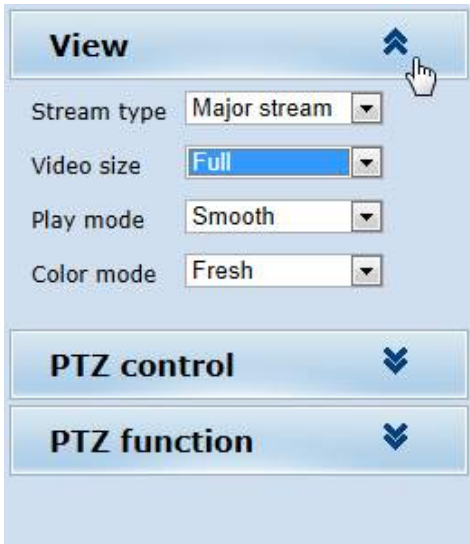 View
Stream type Major stream
Video size Full
Play mode Smooth
Color mode Fresh
PTZ control
PTZ function